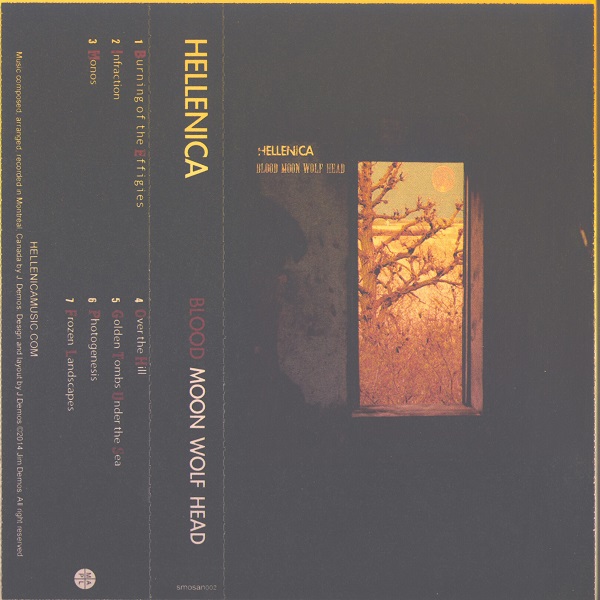 HELLENICA
BLOOD MOON WOLF HEAD
HELLENICA
BLOOD MOON WOLF HEAD
smosan
1 Burning of the Effigies
2 Infraction
3 Monos
4 Over the Hill
5 Golden Tombs Under the Sea
6 Photogenesis
7 Frozen Landscapes
HELLENICAMUSIC.COM
Music composed, arranged, recorded in Montreal, Canada by J. Demos. Design and layout by J Demos ©2014 Jim Demos. All right reserved
MAPL